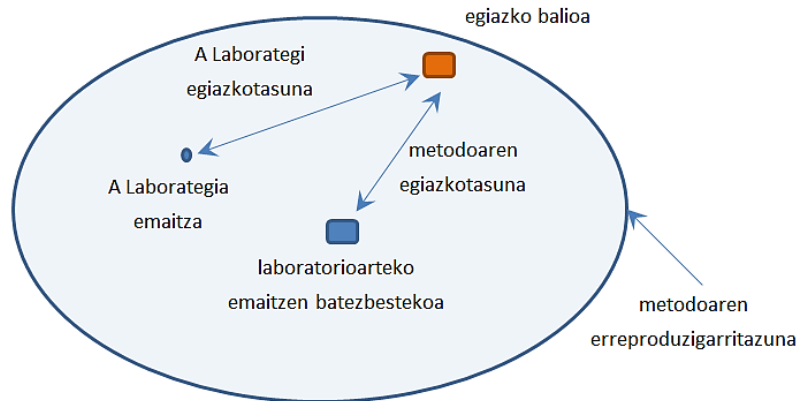 egiazko balioa
A Laborategi
egiazkotasuna
metodoaren
egiazkotasuna
A Laborategia
emaitza
laboratorioarteko
emaitzen batezbestekoa
metodoaren
erreproduzigarritazuna